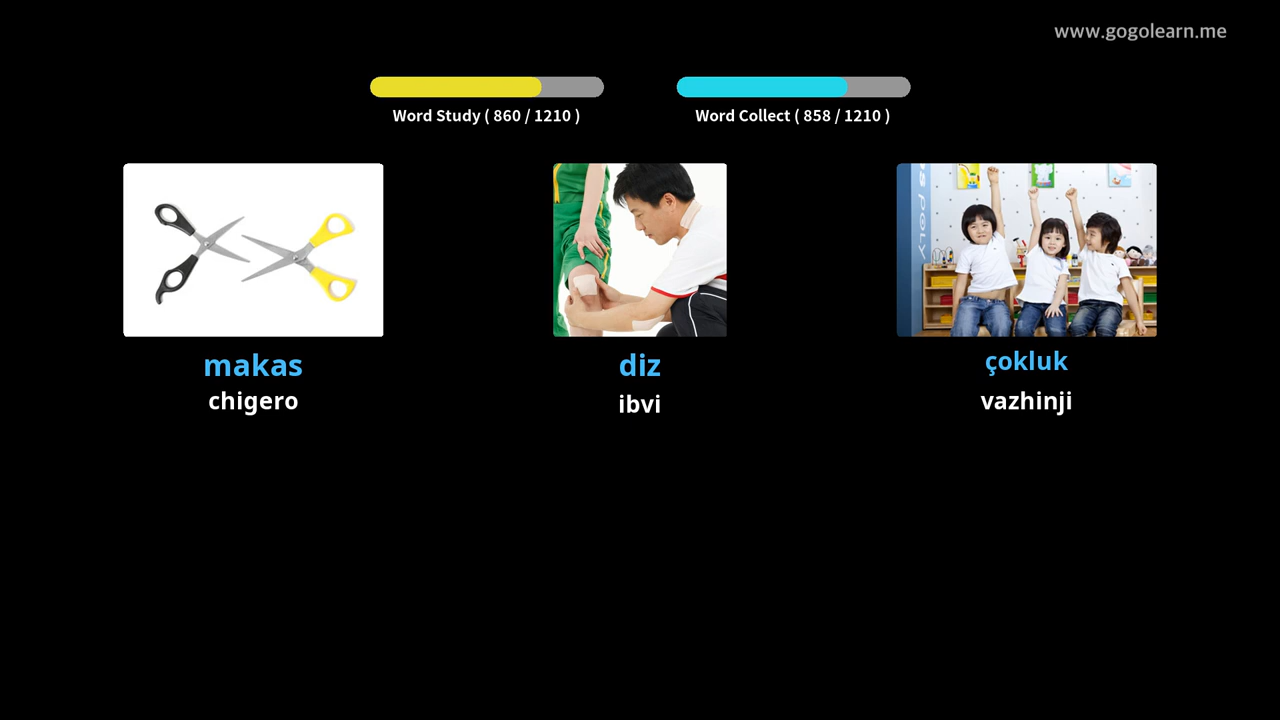 www.gogolearn.me
Word Study ( 860 / 1210 )
Word Collect ( 858 / 1210 )
makas
chigero
diz
ibvi
çokluk
vazhinji